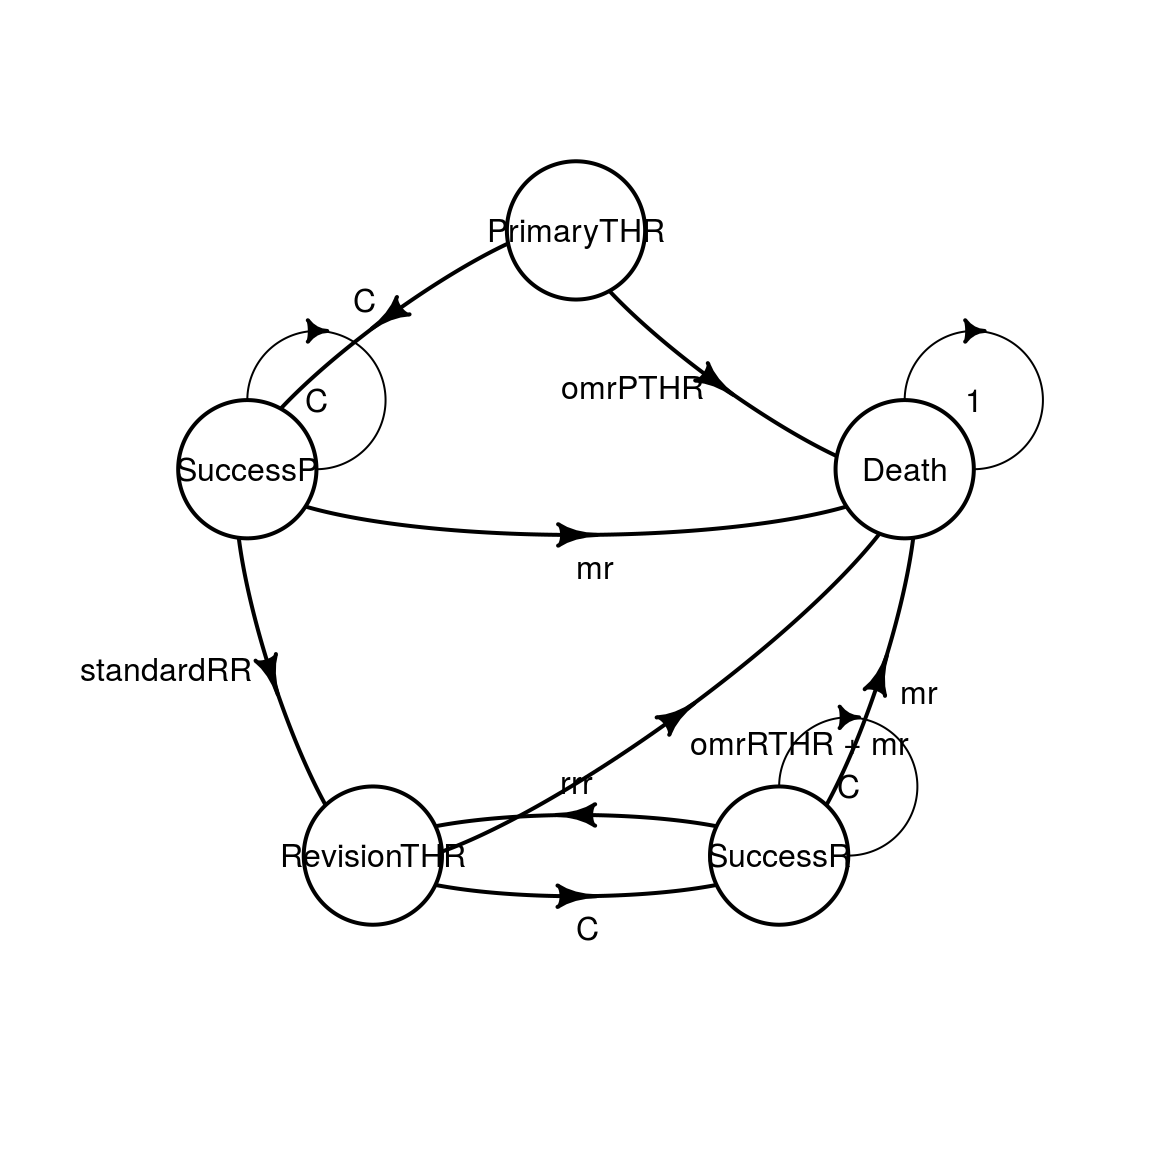 PrimaryTHR
C
omrPTHR
C
1
SuccessP
Death
mr
standardRR
mr
omrRTHR + mr
rrr
C
RevisionTHR
SuccessR
C